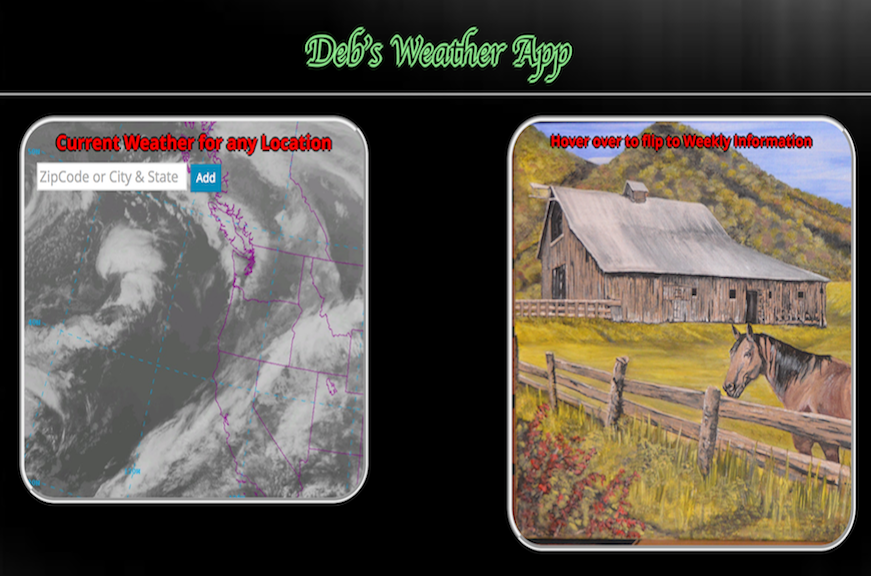 Deb's Weather App
Current Weather for any Location
Hover over to flip to Weekly Information
ZipCode or City & State
Add